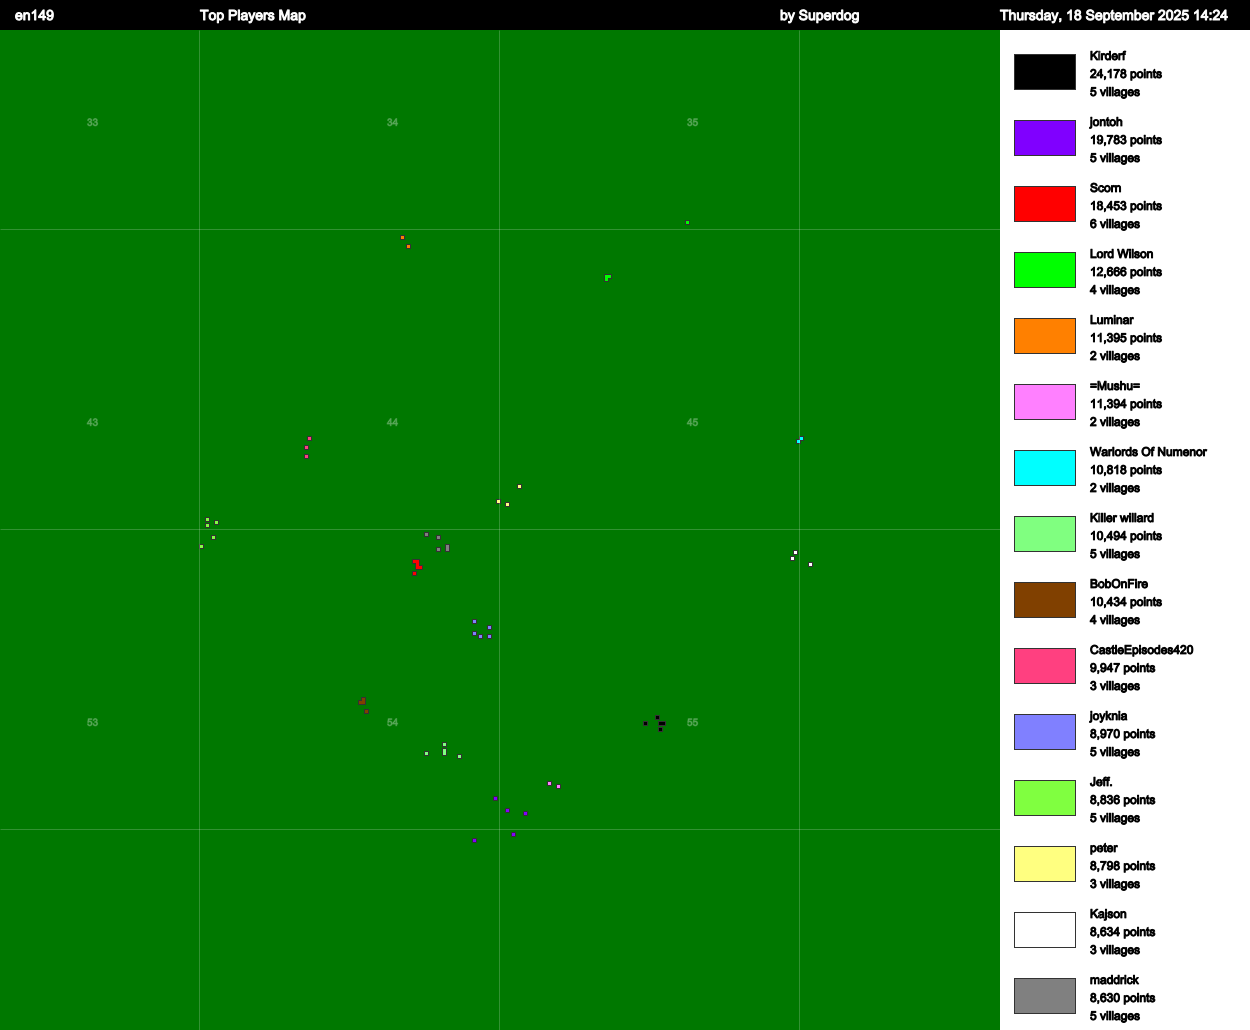 en149 Top Players Map by Superdog Thursday, 18 September 2025 14:24
33 34 35
43 44 45
53 54 55
Kirderf
24,178 points
5 villages
jontoh
19,783 points
5 villages
Scorn
18,453 points
6 villages
Lord Wilson
12,666 points
4 villages
Luminar
11,395 points
2 villages
=Mushu=
11,394 points
2 villages
Warlords Of Numenor
10,818 points
2 villages
Killer willard
10,494 points
5 villages
BobOnFire
10,434 points
4 villages
CastleEpisodes420
9,947 points
3 villages
joyknia
8,970 points
5 villages
Jeff.
8,836 points
5 villages
peter
8,798 points
3 villages
Kajson
8,634 points
3 villages
maddrick
8,630 points
5 villages